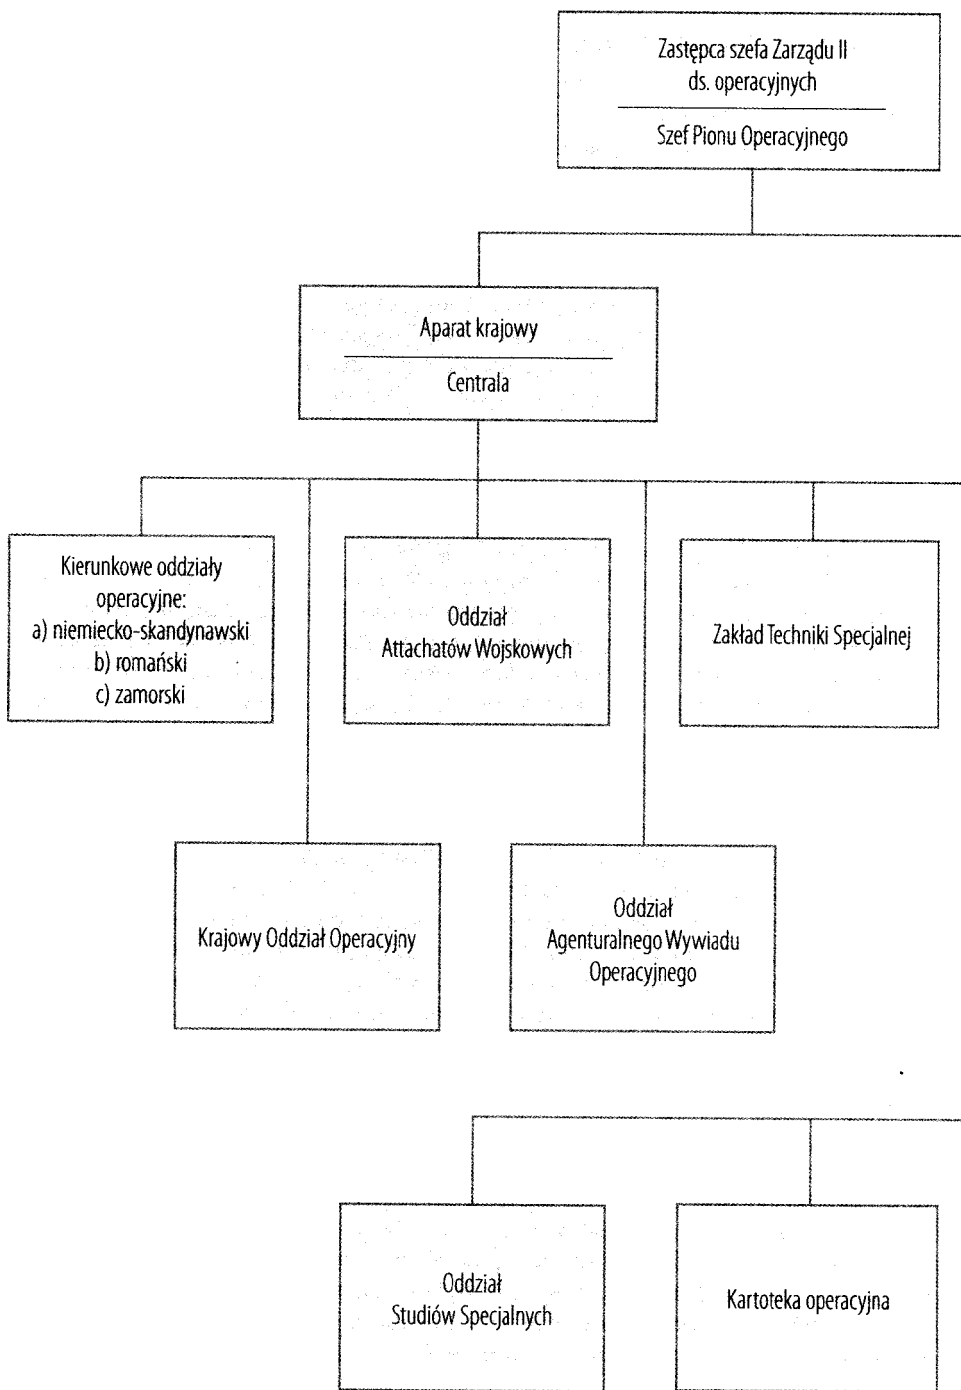 Zastępca szefa Zarządu II
ds. operacyjnych
Szef Pionu Operacyjnego
Aparat krajowy
Centrala
Kierunkowe oddziały
operacyjne:
a) niemiecko-skandynawski
b) romański
c) zamorski
Oddział
Attachatów Wojskowych
Zakład Techniki Specjalnej
Krajowy Oddział Operacyjny
Oddział
Agenturalnego Wywiadu
Operacyjnego
Oddział
Studiów Specjalnych
Kartoteka operacyjna